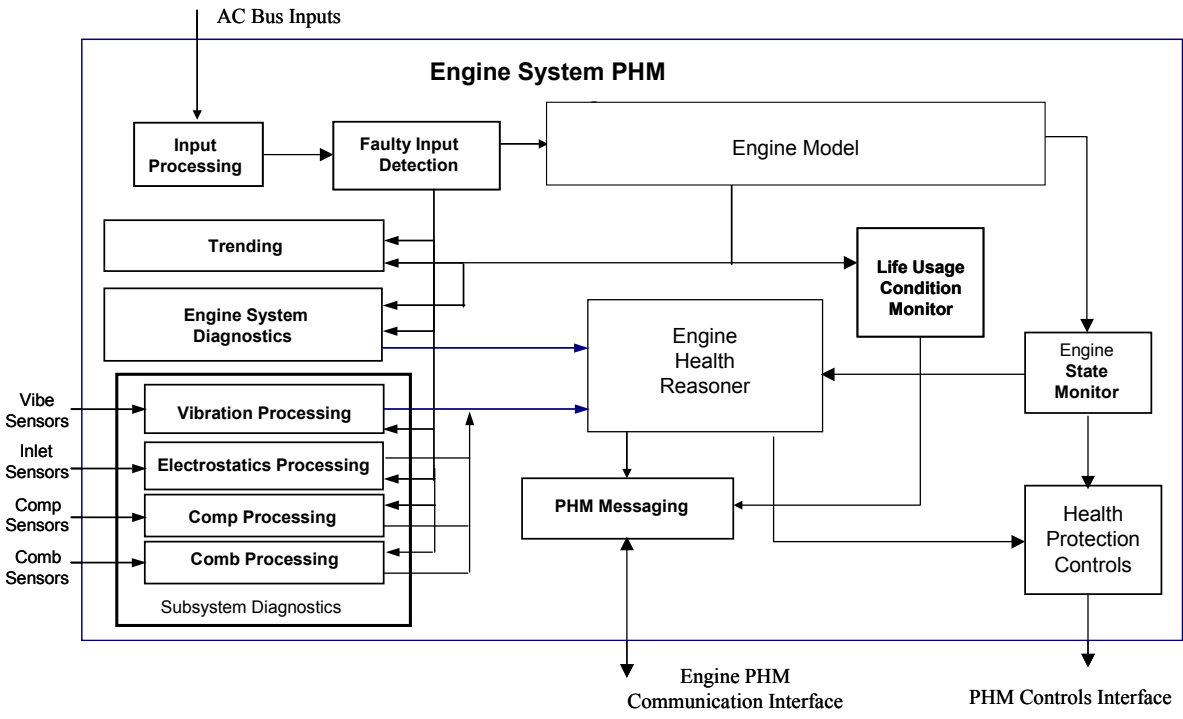 AC Bus Inputs
Engine System PHM
Input
Processing
Faulty Input
Detection
Engine Model
Trending
Life Usage
Condition
Monitor
Engine System
Diagnostics
Engine
Health
Reasoner
Engine
State
Monitor
Vibe
Sensors
Vibration Processing
Inlet
Sensors
Electrostatics Processing
Comp
Sensors
Comp Processing
PHM Messaging
Health
Protection
Controls
Comb
Sensors
Comb Processing
Subsystem Diagnostics
Engine PHM
Communication Interface
PHM Controls Interface